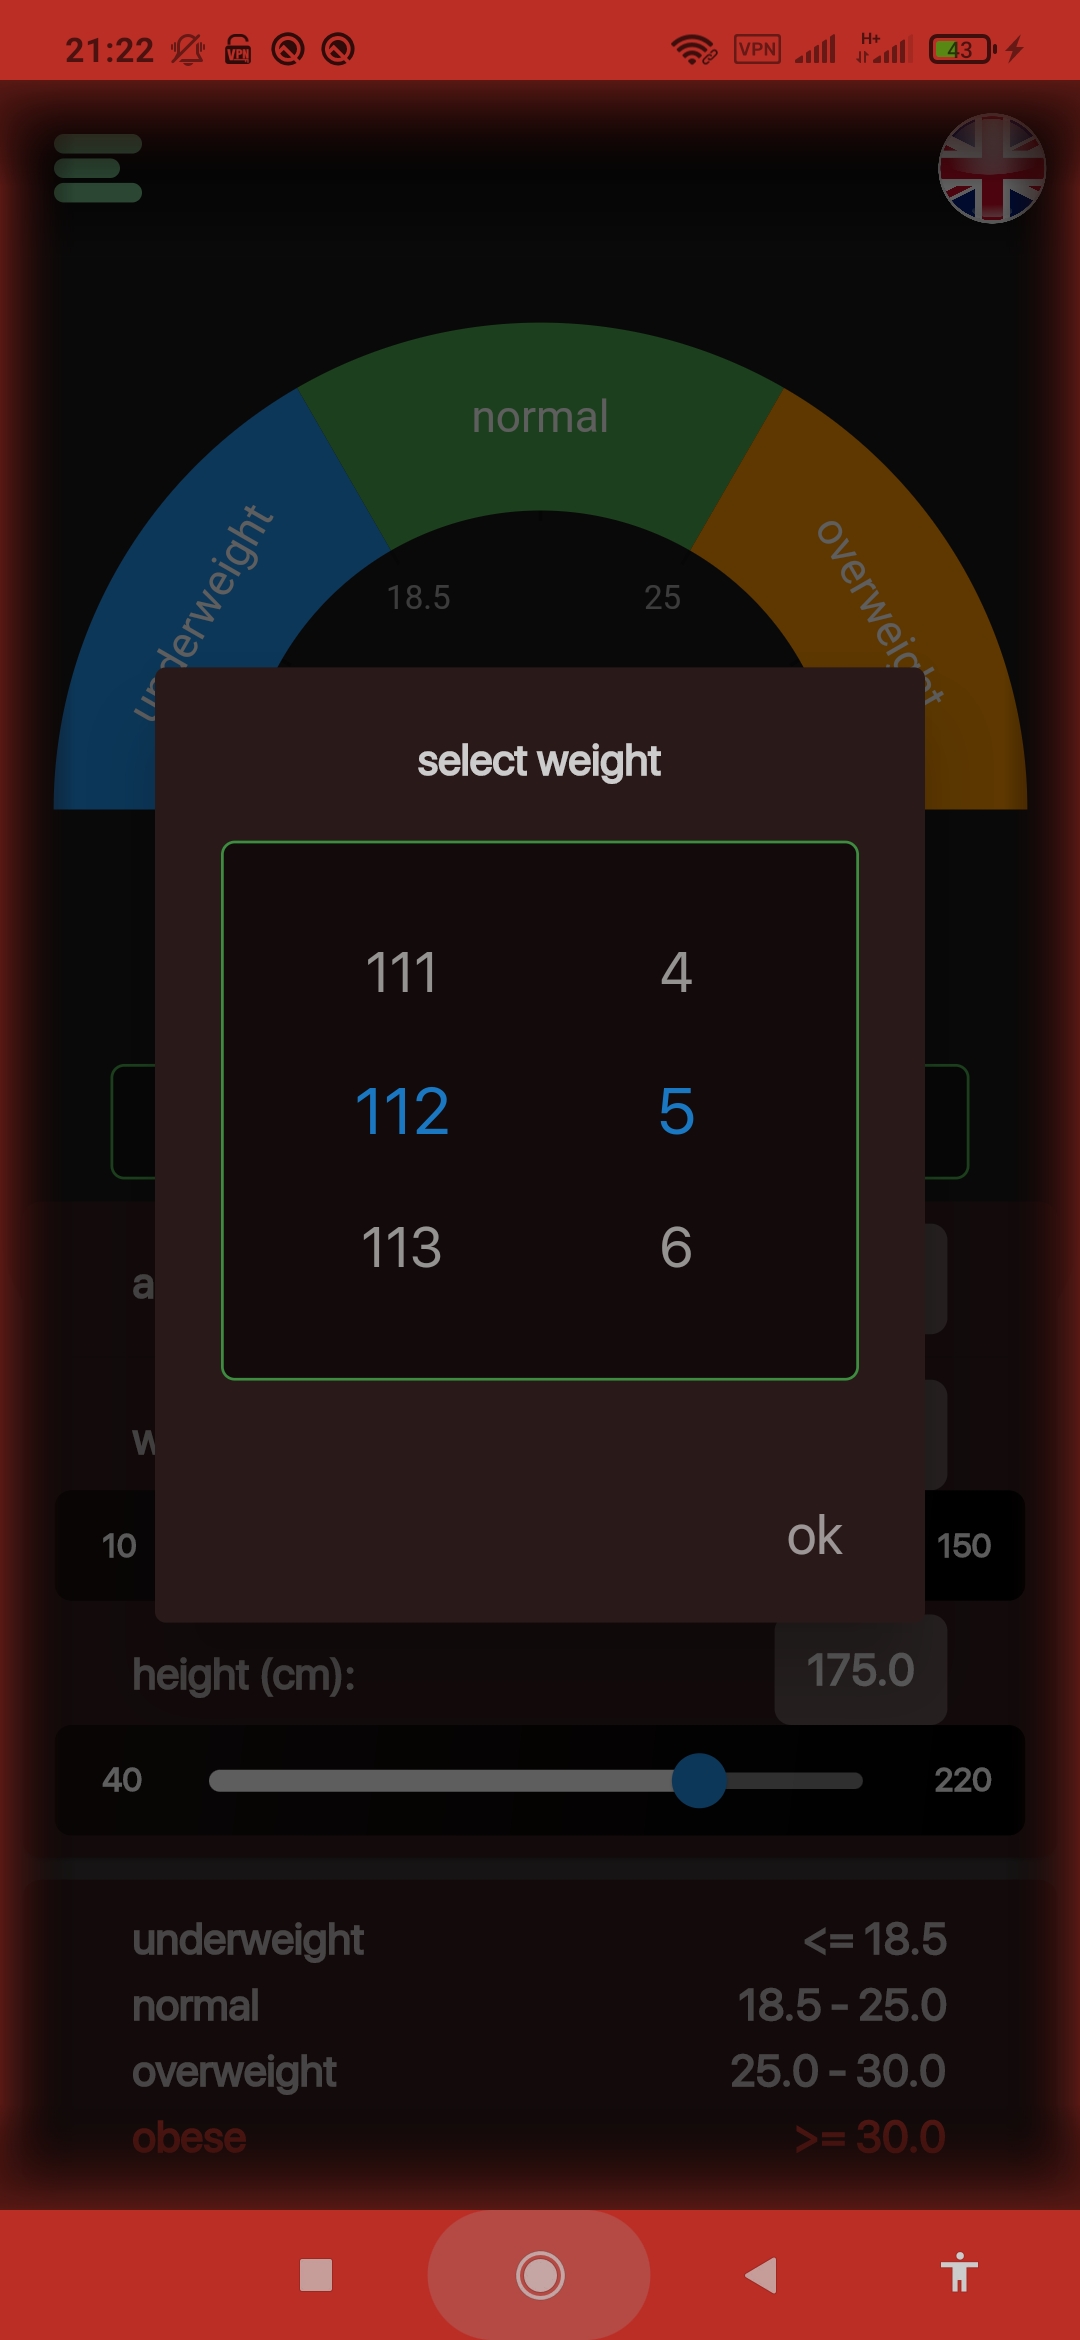 21:22 VPN VPN H+ 43
normal
underweight
overweight
18.5 25
select weight
111 4
112 5
113 6
a
w
10 150
ok
height (cm): 175.0
40 220
underweight <= 18.5
normal 18.5 - 25.0
overweight 25.0 - 30.0
obese >= 30.0